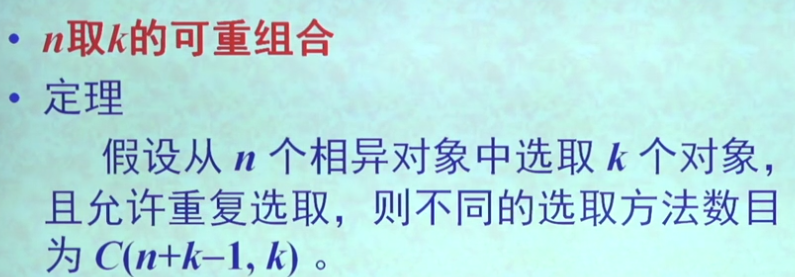 • n取k的可重组合
• 定理
假设从 n 个相异对象中选取 k 个对象，
且允许重复选取，则不同的选取方法数目
为 C(n+k–1, k) 。